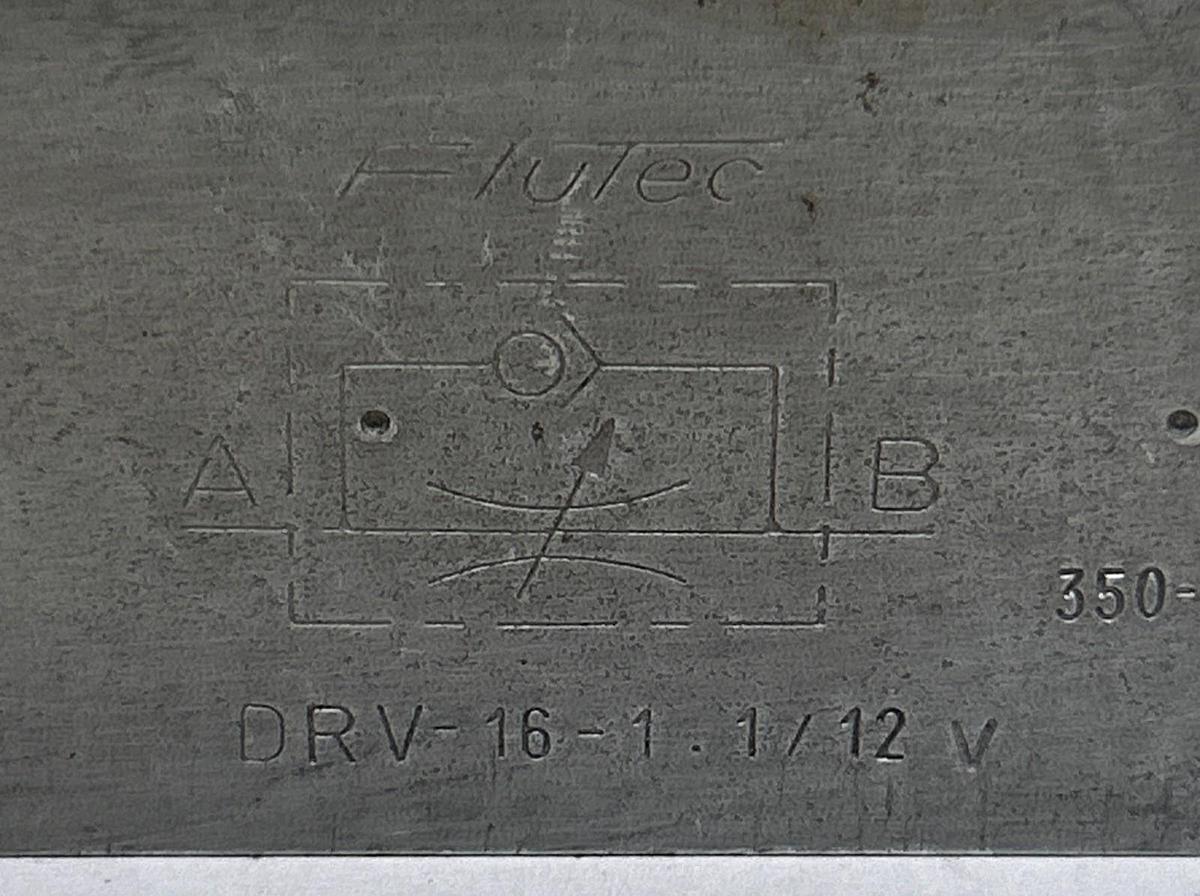 FluTec
A
B
350-
DRV-16-1.1/12 V